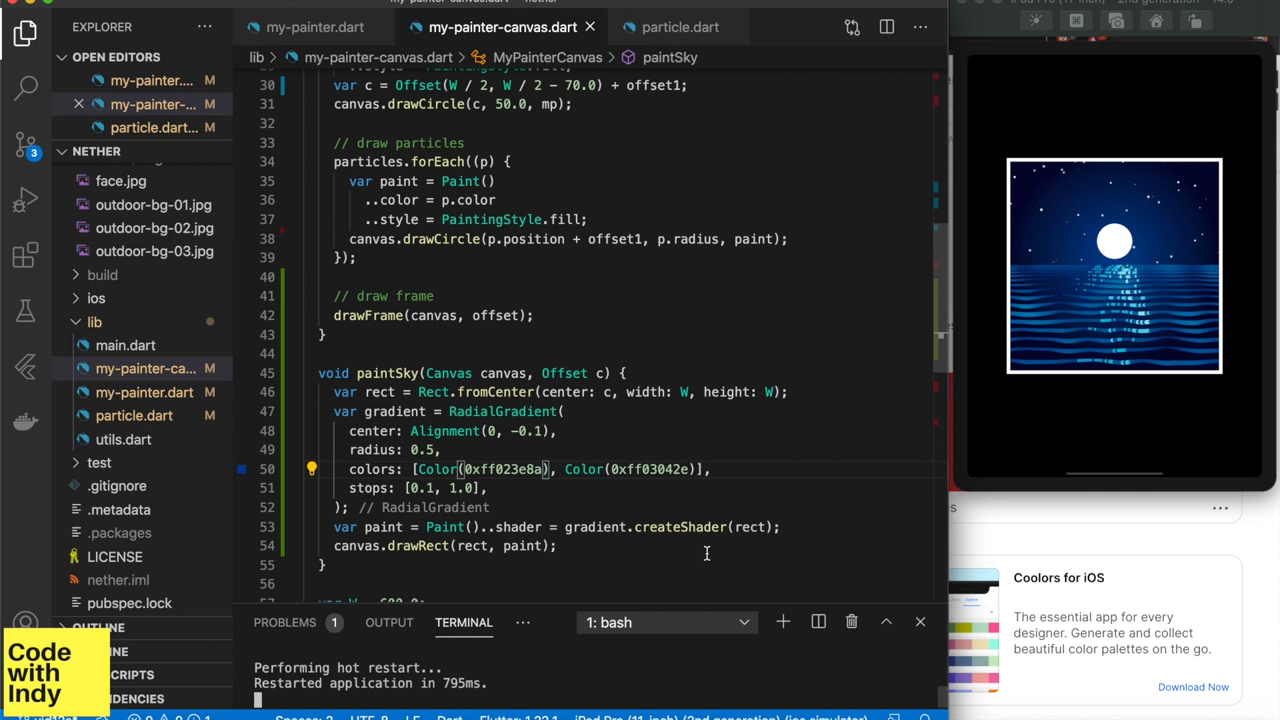 my-painter-canvas.dart — nether
EXPLORER
my-painter.dart
my-painter-canvas.dart
particle.dart
OPEN EDITORS
lib > my-painter-canvas.dart > MyPainterCanvas > paintSky
my-painter.... M
my-painter-... M
particle.dart... M
NETHER
face.jpg
outdoor-bg-01.jpg
outdoor-bg-02.jpg
outdoor-bg-03.jpg
build
ios
lib
main.dart
my-painter-ca... M
my-painter.dart M
particle.dart M
utils.dart
test
.gitignore
.metadata
.packages
LICENSE
nether.iml
pubspec.lock
OUTLINE
3
30 var c = Offset(W / 2, W / 2 - 70.0) + offset1;
31 canvas.drawCircle(c, 50.0, mp);
32
33 // draw particles
34 particles.forEach((p) {
35 var paint = Paint()
36 ..color = p.color
37 ..style = PaintingStyle.fill;
38 canvas.drawCircle(p.position + offset1, p.radius, paint);
39 });
40
41 // draw frame
42 drawFrame(canvas, offset);
43 }
44
45 void paintSky(Canvas canvas, Offset c) {
46 var rect = Rect.fromCenter(center: c, width: W, height: W);
47 var gradient = RadialGradient(
48 center: Alignment(0, -0.1),
49 radius: 0.5,
50 colors: [Color(0xff023e8a), Color(0xff03042e)],
51 stops: [0.1, 1.0],
52 ); // RadialGradient
53 var paint = Paint()..shader = gradient.createShader(rect);
54 canvas.drawRect(rect, paint);
55 }
56
PROBLEMS 1 OUTPUT TERMINAL ... 1: bash
Performing hot restart...
Restarted application in 795ms.
Code
with
Indy
Coolors for iOS
The essential app for every
designer. Generate and collect
beautiful color palettes on the go.
Download Now